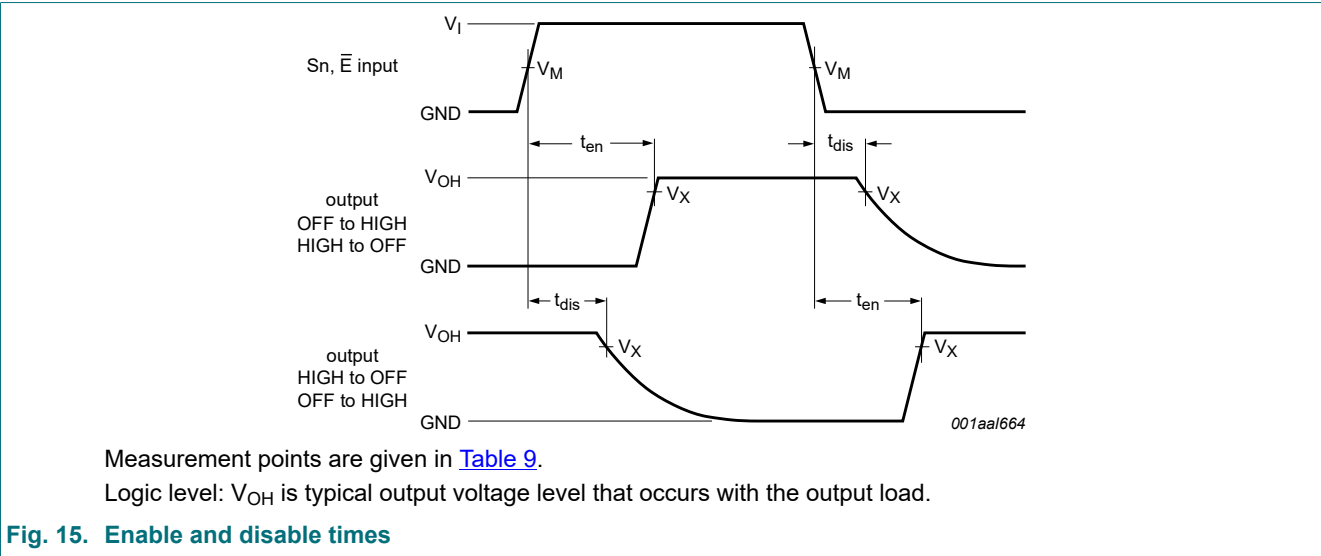 V_I
Sn, E̅ input
V_M
V_M
GND
t_en
t_dis
V_OH
output
OFF to HIGH
HIGH to OFF
V_X
V_X
GND
t_dis
t_en
V_OH
output
HIGH to OFF
OFF to HIGH
V_X
V_X
GND
001aal664
Measurement points are given in Table 9.
Logic level: V_OH is typical output voltage level that occurs with the output load.
Fig. 15. Enable and disable times